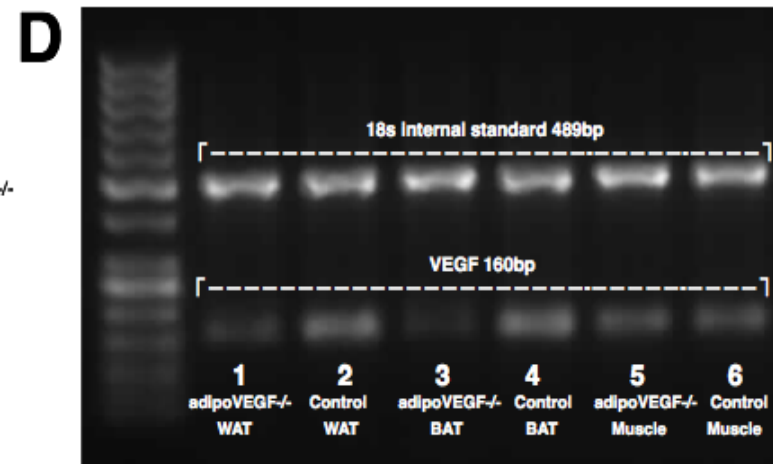 D
-/-
18s internal standard 489bp
VEGF 160bp
1 2 3 4 5 6
adipoVEGF-/- Control adipoVEGF-/- Control adipoVEGF-/- Control
WAT WAT BAT BAT Muscle Muscle